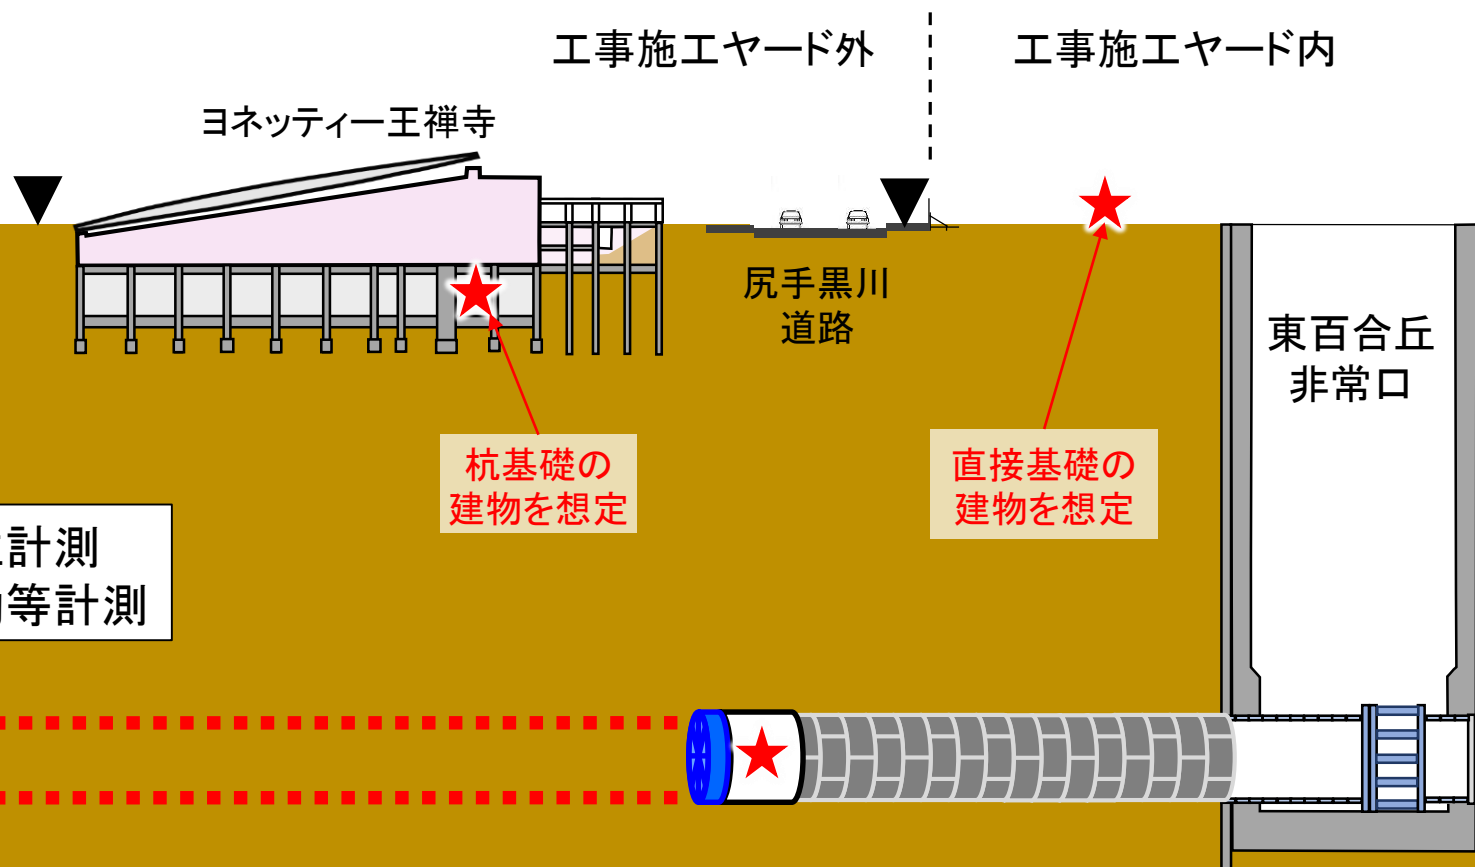 工事施工ヤード外
工事施工ヤード内
ヨネッティー王禅寺
尻手黒川
道路
東百合丘
非常口
杭基礎の
建物を想定
直接基礎の
建物を想定
計測
等計測